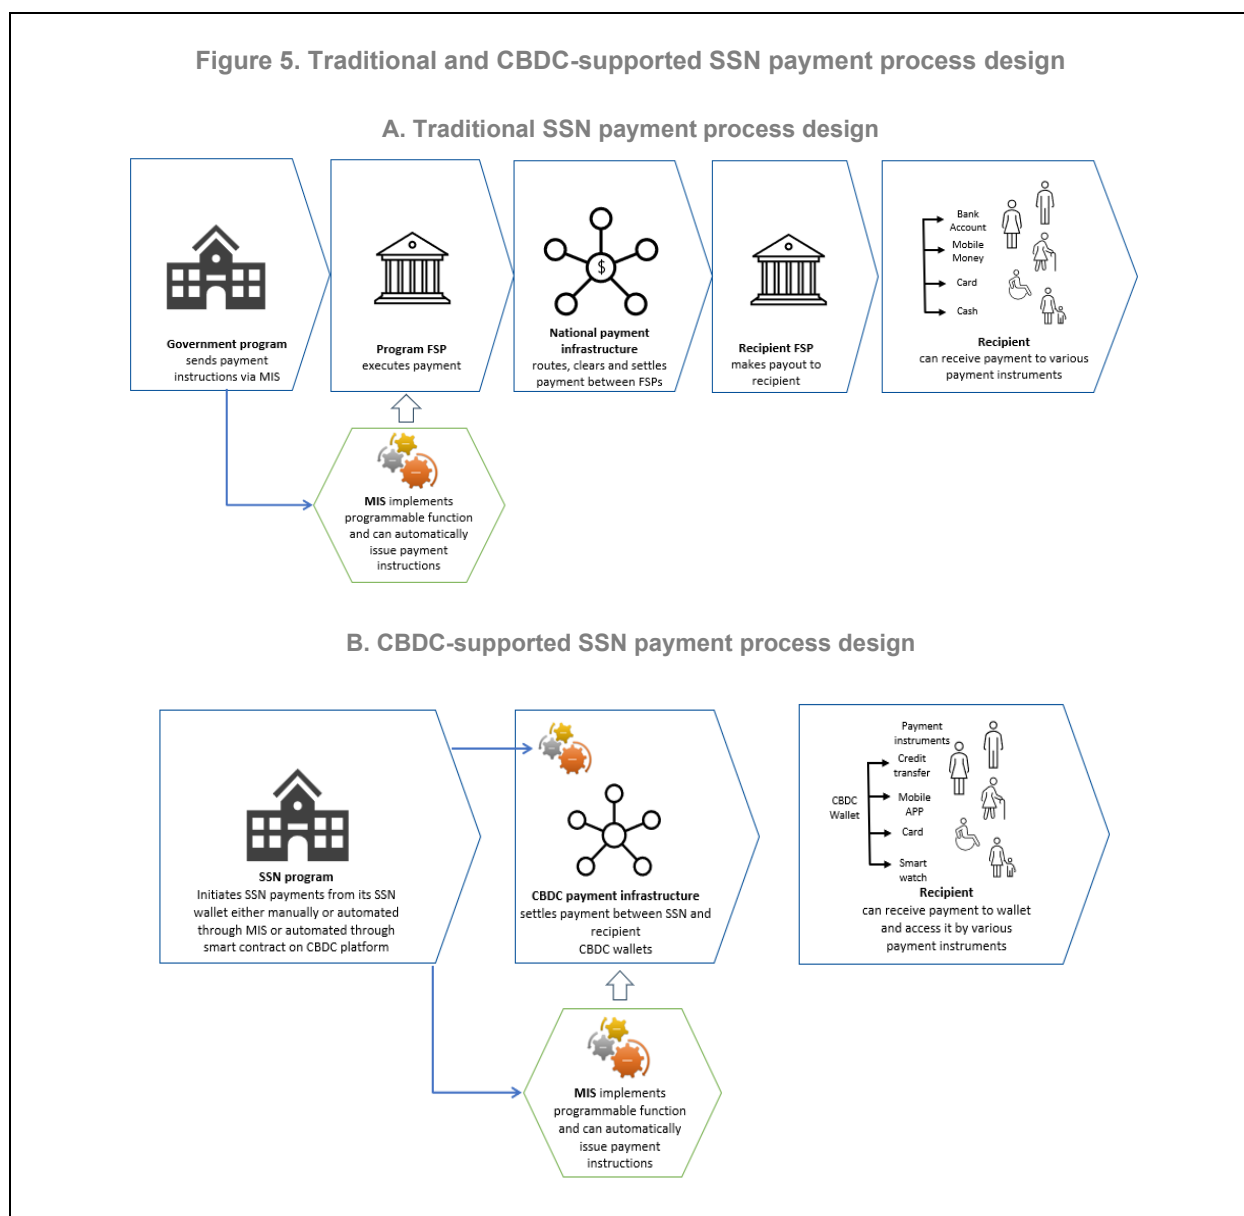 Figure 5. Traditional and CBDC-supported SSN payment process design
A. Traditional SSN payment process design
Government program
sends payment
instructions via MIS
Program FSP
executes payment
$
National payment
infrastructure
routes, clears and settles
payment between FSPs
Recipient FSP
makes payout to
recipient
Bank
Account
Mobile
Money
Card
Cash
Recipient
can receive payment to various
payment instruments
MIS implements
programmable function
and can automatically
issue payment
instructions
B. CBDC-supported SSN payment process design
SSN program
Initiates SSN payments from its SSN
wallet either manually or automated
through MIS or automated through
smart contract on CBDC platform
CBDC payment infrastructure
settles payment between SSN and
recipient
CBDC wallets
Payment
instruments
Credit
transfer
CBDC
Wallet
Mobile
APP
Card
Smart
watch
Recipient
can receive payment to wallet
and access it by various
payment instruments
MIS implements
programmable function
and can automatically
issue payment
instructions